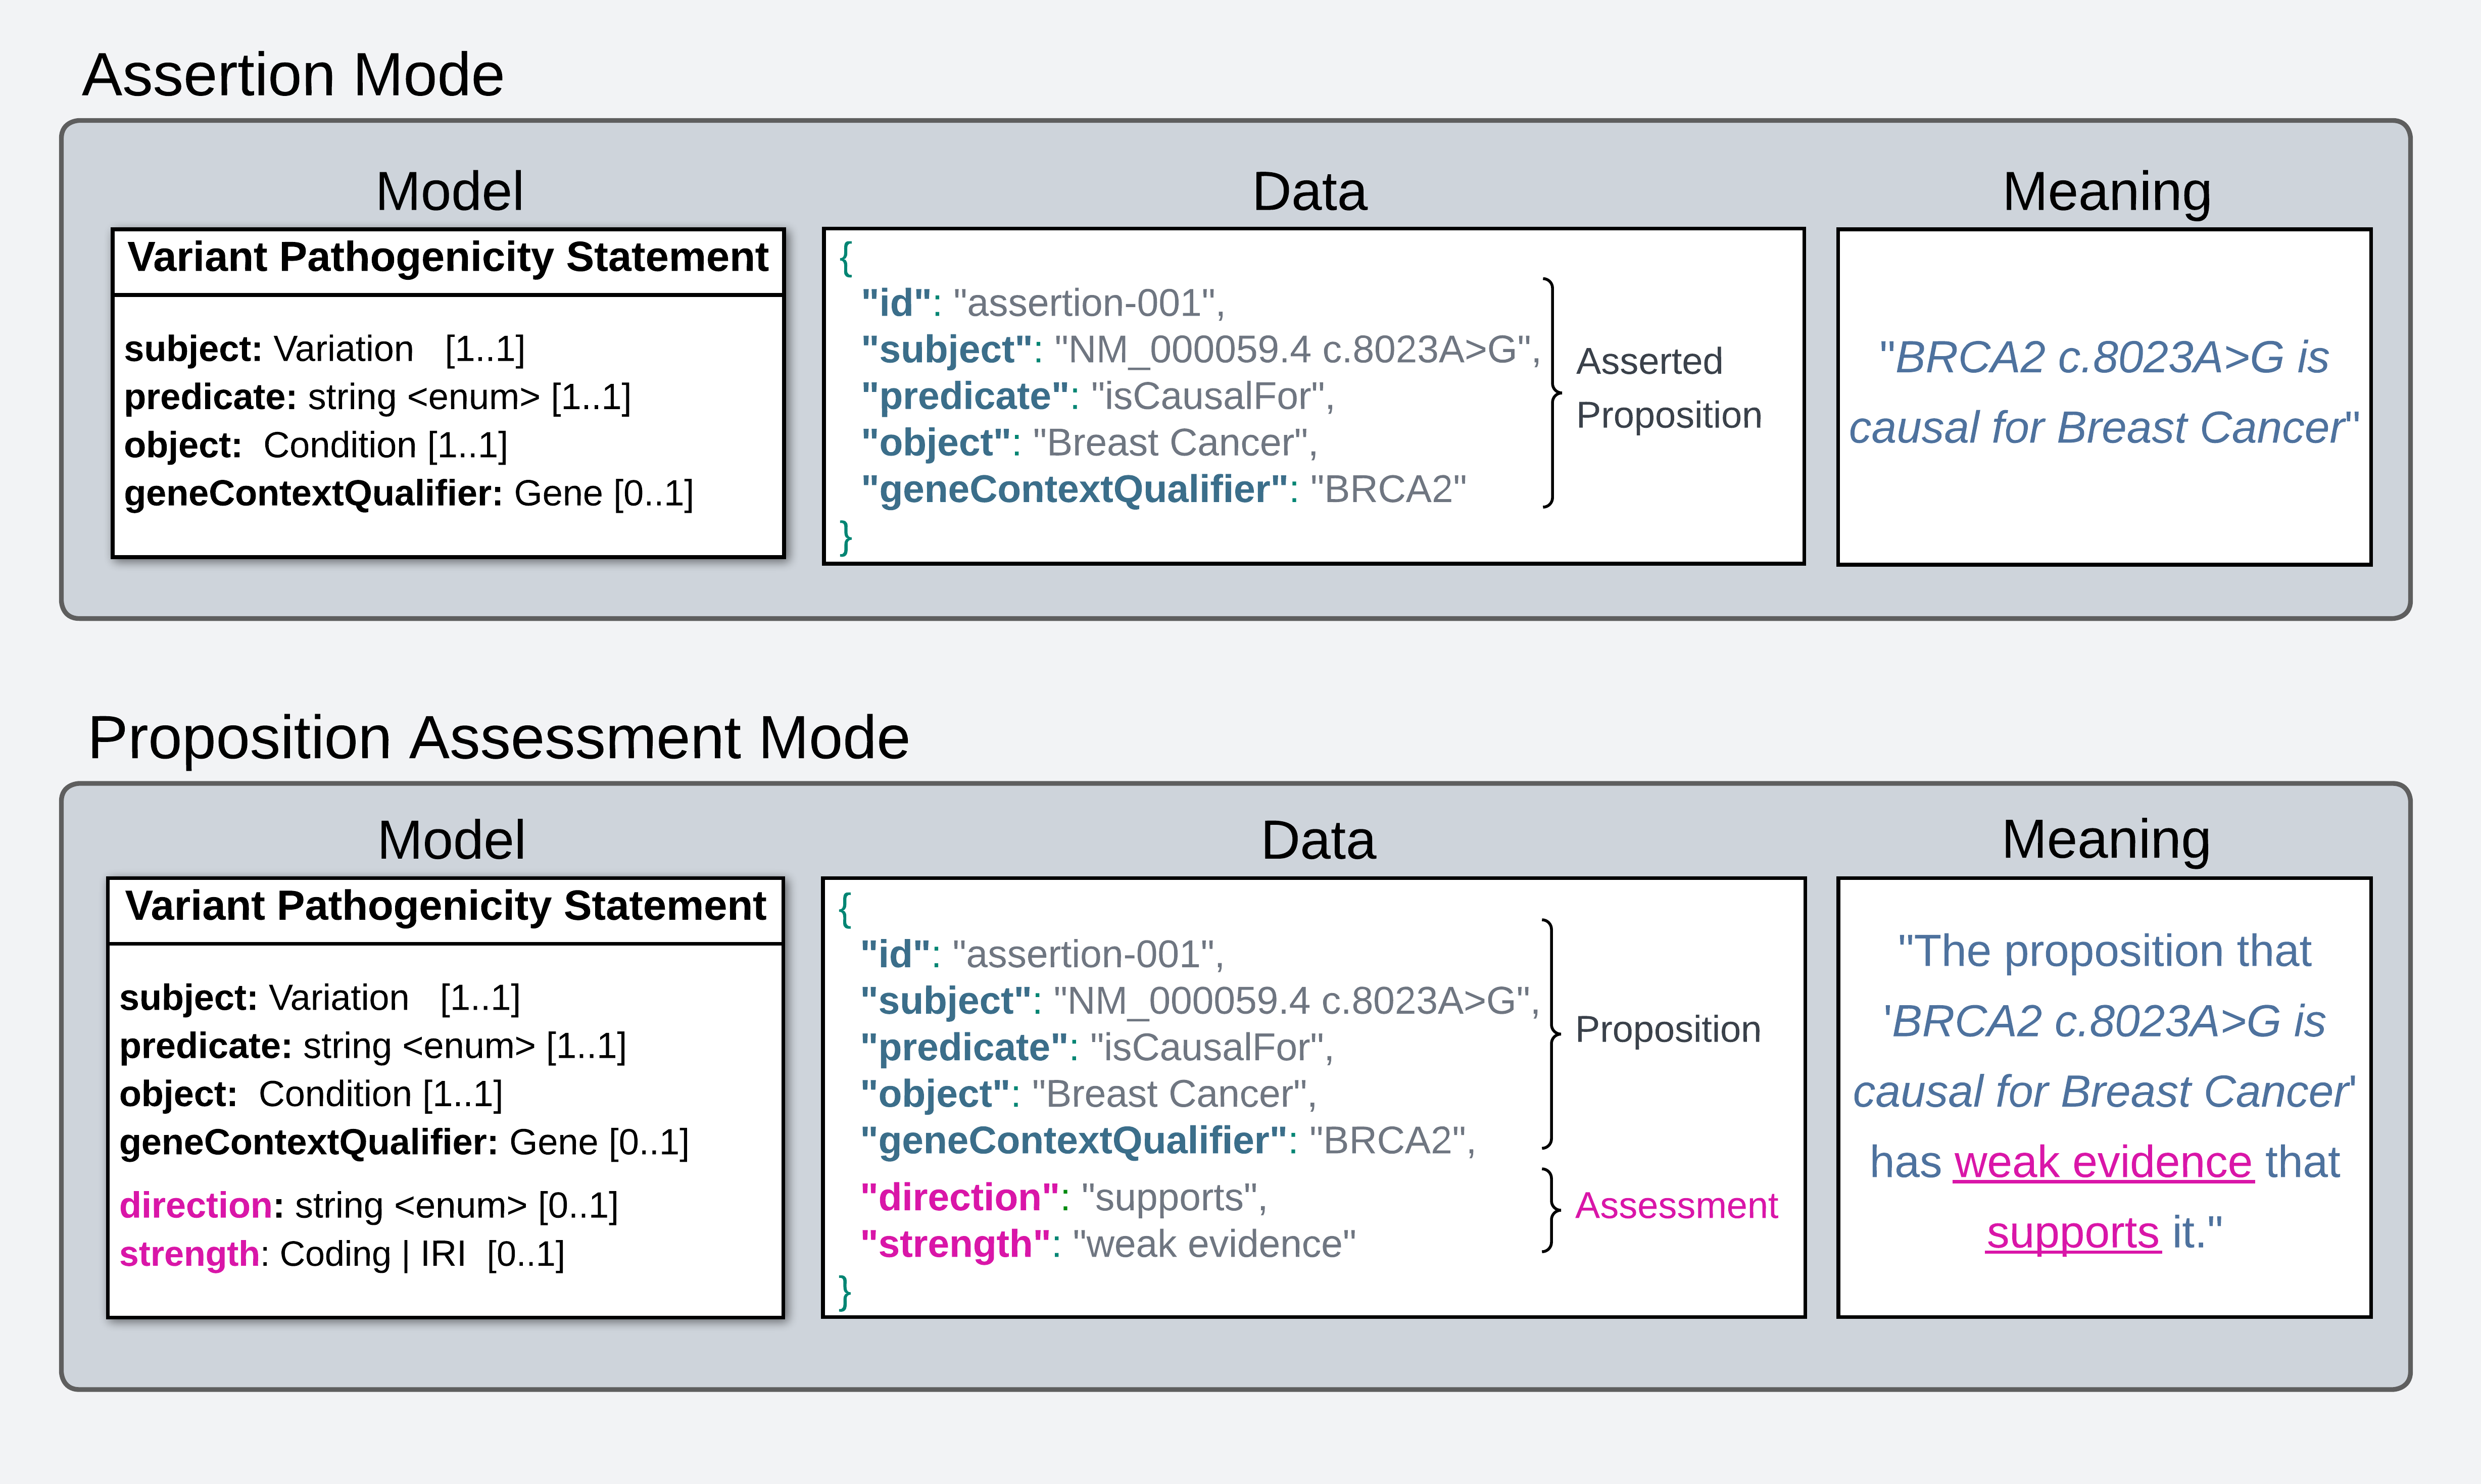 Assertion Mode
Model
Variant Pathogenicity Statement
subject: Variation [1..1]
predicate: string <enum> [1..1]
object: Condition [1..1]
geneContextQualifier: Gene [0..1]
Data
{
"id": "assertion-001",
"subject": "NM_000059.4 c.8023A>G",
"predicate": "isCausalFor",
"object": "Breast Cancer",
"geneContextQualifier": "BRCA2"
}
Asserted
Proposition
Meaning
"BRCA2 c.8023A>G is
causal for Breast Cancer"
Proposition Assessment Mode
Model
Variant Pathogenicity Statement
subject: Variation [1..1]
predicate: string <enum> [1..1]
object: Condition [1..1]
geneContextQualifier: Gene [0..1]
direction: string <enum> [0..1]
strength: Coding | IRI [0..1]
Data
{
"id": "assertion-001",
"subject": "NM_000059.4 c.8023A>G",
"predicate": "isCausalFor",
"object": "Breast Cancer",
"geneContextQualifier": "BRCA2",
"direction": "supports",
"strength": "weak evidence"
}
Proposition
Assessment
Meaning
"The proposition that
'BRCA2 c.8023A>G is
causal for Breast Cancer'
has weak evidence that
supports it."